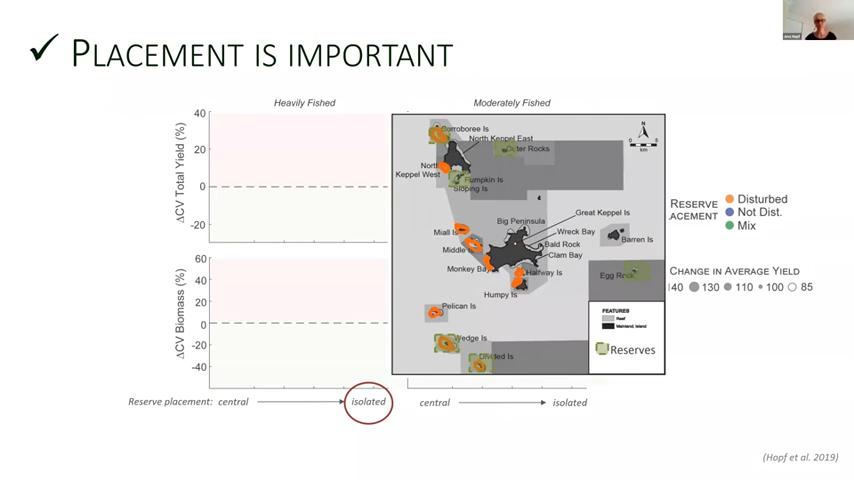 ✓ PLACEMENT IS IMPORTANT
Heavily Fished
Moderately Fished
ΔCV Total Yield (%)
40
20
0
-20
ΔCV Biomass (%)
60
40
20
0
-20
-40
Reserve placement: central
isolated
central
isolated
Corroboree Is
North Keppel East
Outer Rocks
North
Keppel West
Pumpkin Is
Sloping Is
Great Keppel Is
Big Peninsula
Wreck Bay
Miall Is
Bald Rock
Barren Is
Middle Is
Clam Bay
Monkey Bay
Halfway Is
Egg Rock
Humpy Is
Pelican Is
Wedge Is
Divided Is
N
km
FEATURES
Reef
Mainland, Island
Reserves
RESERVE
LACEMENT
Disturbed
Not Dist.
Mix
CHANGE IN AVERAGE YIELD
140 130 110 100 85
(Hopf et al. 2019)